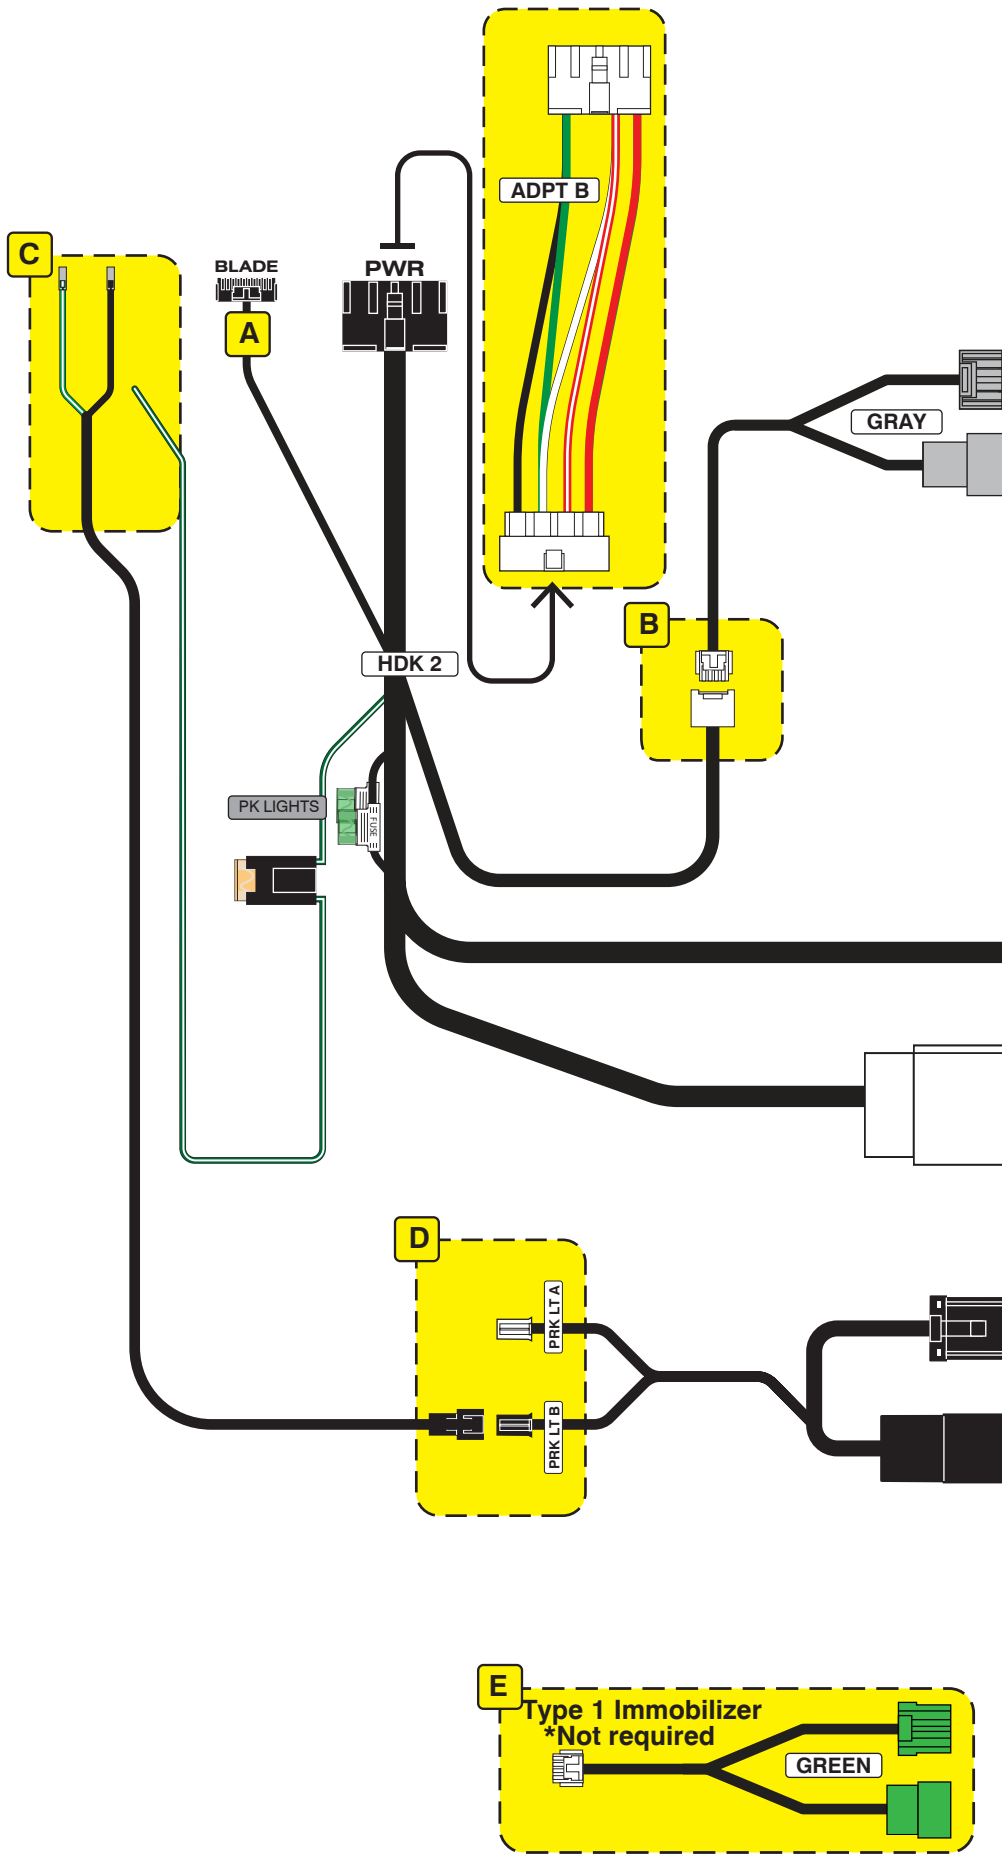 ADPT B
C
BLADE
PWR
A
GRAY
B
HDK 2
PK LIGHTS
FUSE
D
PRK LT A
PRK LT B
E
Type 1 Immobilizer
*Not required
GREEN